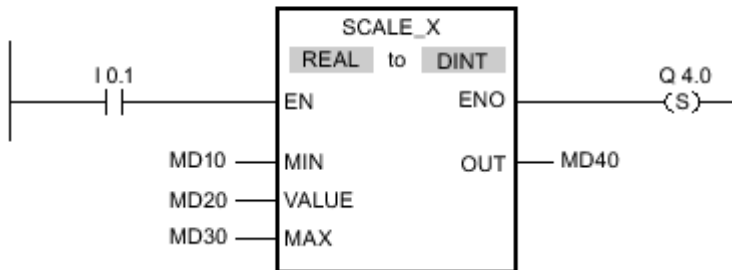 SCALE_X
REAL to DINT
I 0.1
Q 4.0
EN
ENO
(S)
MD10
MIN
OUT
MD40
MD20
VALUE
MD30
MAX